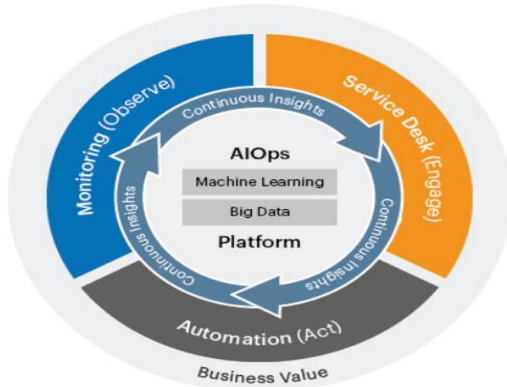 Monitoring (Observe)
Service Desk (Engage)
Continuous Insights
AIOps
Machine Learning
Big Data
Platform
Continuous Insights
Continuous Insights
Automation (Act)
Business Value